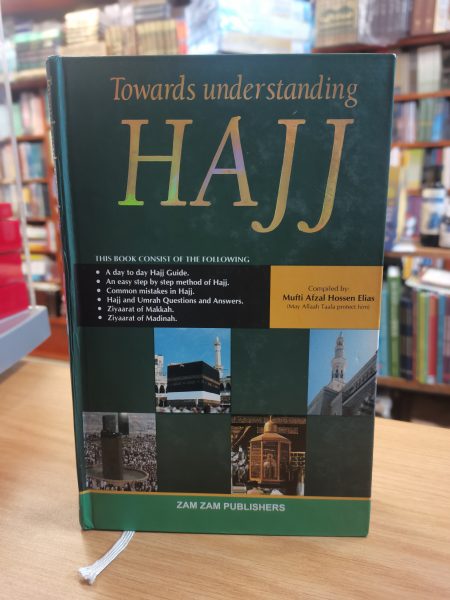 Towards understanding
HAJJ
THIS BOOK CONSIST OF THE FOLLOWING
• A day to day Hajj Guide.
• An easy step by step method of Hajj.
• Common mistakes in Hajj.
• Hajj and Umrah Questions and Answers.
• Ziyaarat of Makkah.
• Ziyaarat of Madinah.
Compiled by:
Mufti Afzal Hossen Elias
(May Allaah Taala protect him)
ZAM ZAM PUBLISHERS